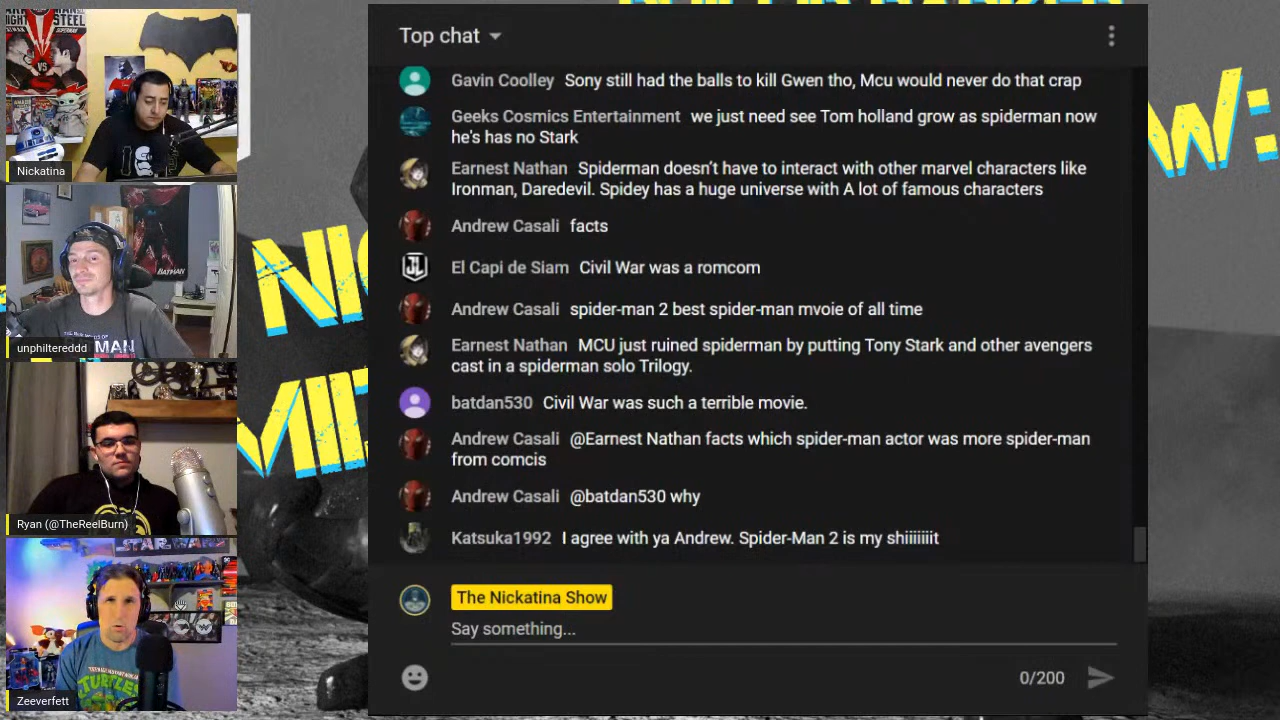 Top chat
Gavin Coolley Sony still had the balls to kill Gwen tho, Mcu would never do that crap
Geeks Cosmics Entertainment we just need see Tom holland grow as spiderman now
he's has no Stark
Earnest Nathan Spiderman doesn't have to interact with other marvel characters like
Ironman, Daredevil. Spidey has a huge universe with A lot of famous characters
Andrew Casali facts
El Capi de Siam Civil War was a romcom
Andrew Casali spider-man 2 best spider-man mvoie of all time
Earnest Nathan MCU just ruined spiderman by putting Tony Stark and other avengers
cast in a spiderman solo Trilogy.
batdan530 Civil War was such a terrible movie.
Andrew Casali @Earnest Nathan facts which spider-man actor was more spider-man
from comcis
Andrew Casali @batdan530 why
Katsuka1992 I agree with ya Andrew. Spider-Man 2 is my shiiiiiiit
The Nickatina Show
Say something...
0/200
Nickatina
unphiltereddd
Ryan (@TheReelBurn)
Zeeverfett
STEEL
VS
BATMAN
MAN
TURTLES